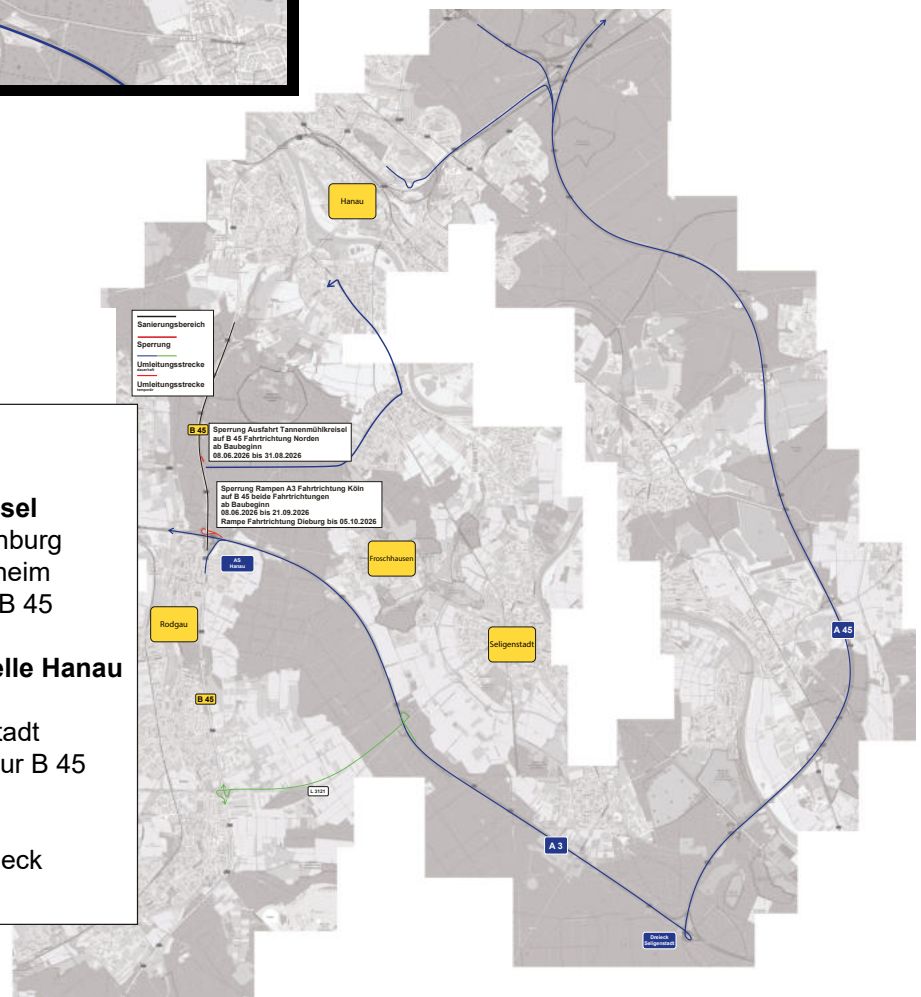 Hanau
Sanierungsbereich
Sperrung
Umleitungsstrecke
dauerhaft
Umleitungsstrecke
temporär
B 45
Sperrung Ausfahrt Tannenmühlkreisel
auf B 45 Fahrtrichtung Norden
ab Baubeginn
08.06.2026 bis 31.08.2026
Sperrung Rampen A3 Fahrtrichtung Köln
auf B 45 beide Fahrtrichtungen
ab Baubeginn
08.06.2026 bis 21.09.2026
Rampe Fahrtrichtung Dieburg bis 05.10.2026
sel
nburg
heim
B 45
elle Hanau
tadt
ur B 45
eck
AS
Hanau
Froschhausen
Rodgau
Seligenstadt
A 45
B 45
L 3121
A 3
Dreieck
Seligenstadt